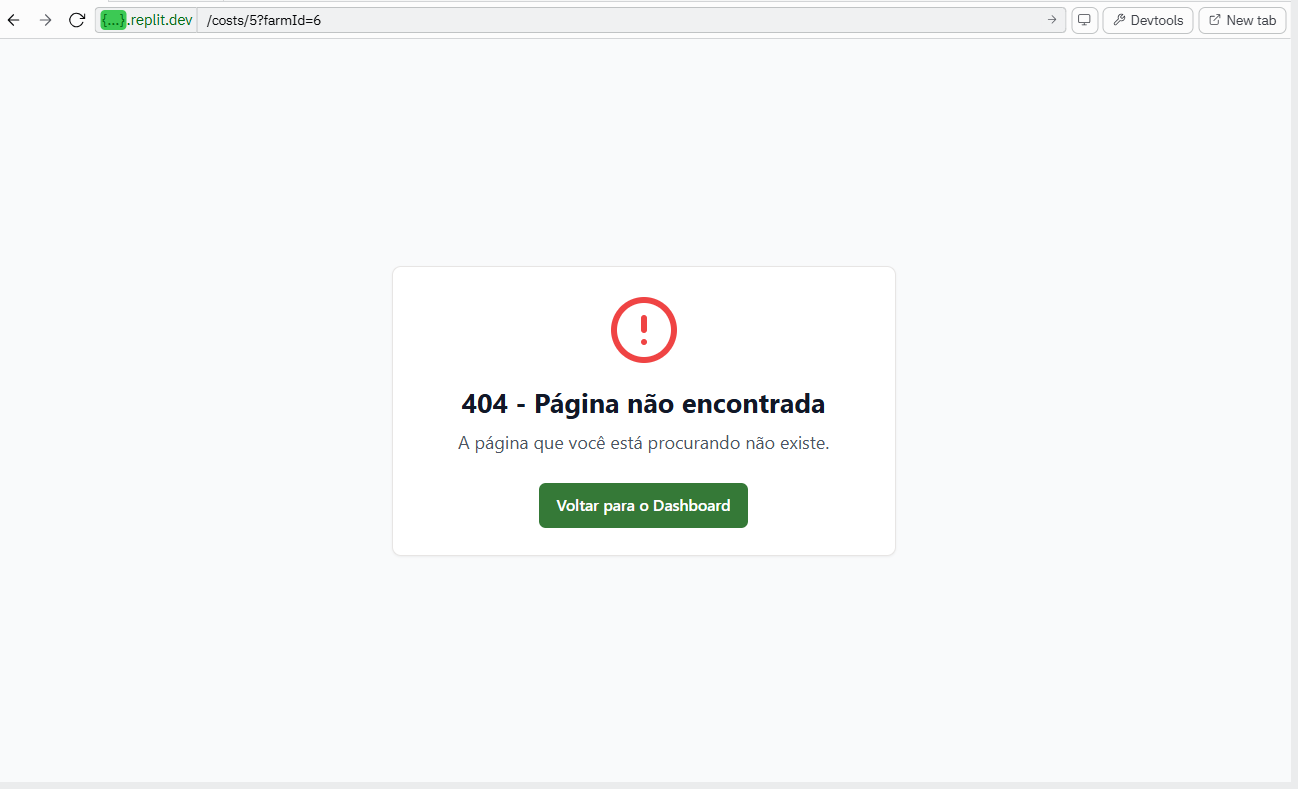 {...}.replit.dev /costs/5?farmId=6 Devtools New tab
404 - Página não encontrada
A página que você está procurando não existe.
Voltar para o Dashboard